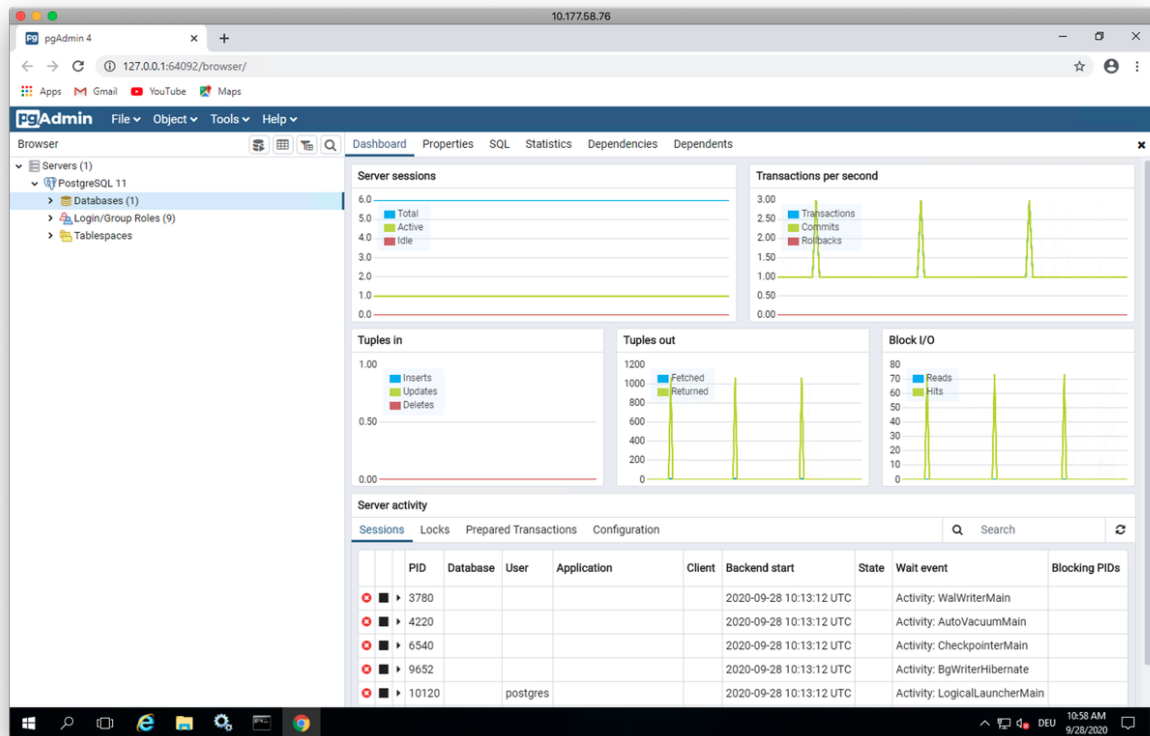 10.177.58.76
pgAdmin 4
127.0.0.1:64092/browser/
Apps Gmail YouTube Maps
pgAdmin File Object Tools Help
Browser
Servers (1)
PostgreSQL 11
Databases (1)
Login/Group Roles (9)
Tablespaces
Dashboard Properties SQL Statistics Dependencies Dependents
Server sessions
6.0
5.0
4.0
3.0
2.0
1.0
0.0
Total
Active
Idle
Transactions per second
3.00
2.50
2.00
1.50
1.00
0.50
0.00
Transactions
Commits
Rollbacks
Tuples in
1.00
0.50
0.00
Inserts
Updates
Deletes
Tuples out
1200
1000
800
600
400
200
0
Fetched
Returned
Block I/O
80
70
60
50
40
30
20
10
0
Reads
Hits
Server activity
Sessions Locks Prepared Transactions Configuration Search
PID Database User Application Client Backend start State Wait event Blocking PIDs
3780 2020-09-28 10:13:12 UTC Activity: WalWriterMain
4220 2020-09-28 10:13:12 UTC Activity: AutoVacuumMain
6540 2020-09-28 10:13:12 UTC Activity: CheckpointerMain
9652 2020-09-28 10:13:12 UTC Activity: BgWriterHibernate
10120 postgres 2020-09-28 10:13:12 UTC Activity: LogicalLauncherMain
DEU
10:58 AM
9/28/2020